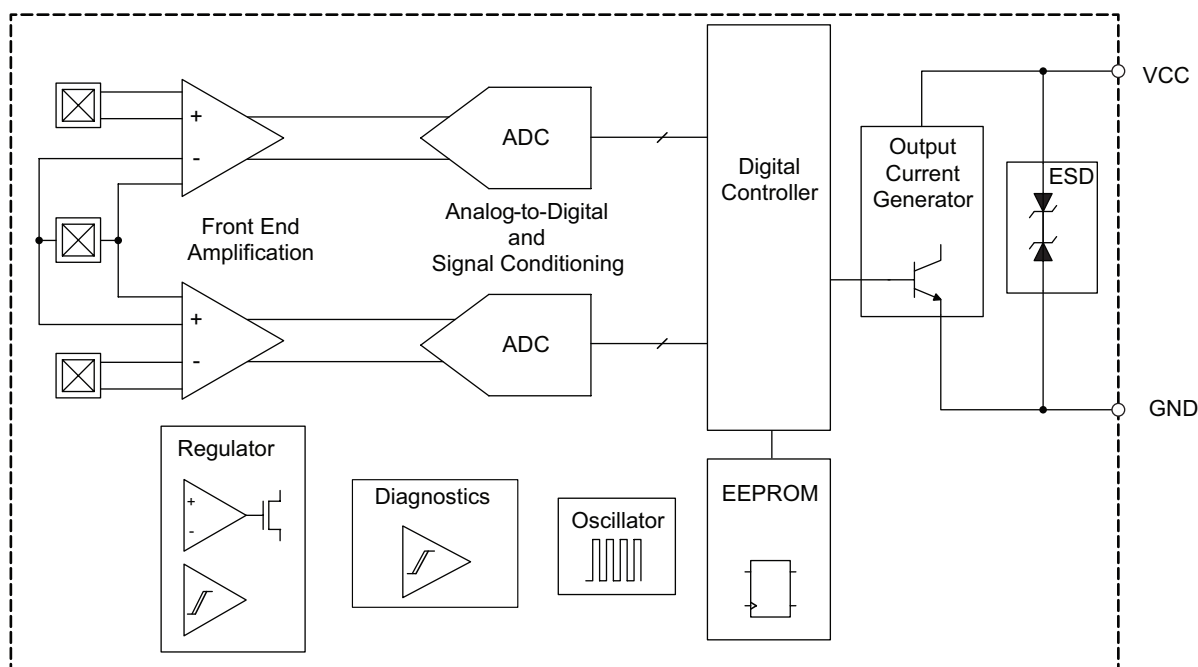 VCC
ADC
+
-
Output
Current
Generator
ESD
Digital
Controller
Front End
Amplification
Analog-to-Digital
and
Signal Conditioning
+
-
ADC
GND
Regulator
+
-
Diagnostics
Oscillator
EEPROM